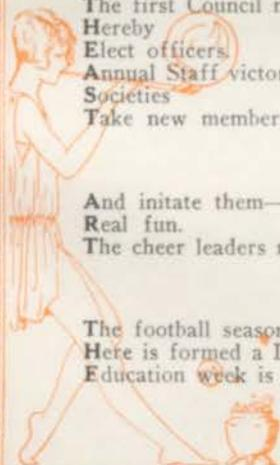 The first Council
Hereby
Elect officers.
Annual Staff victor
Societies
Take new member
And initate them—
Real fun.
The cheer leaders
The football season
Here is formed a
Education week is